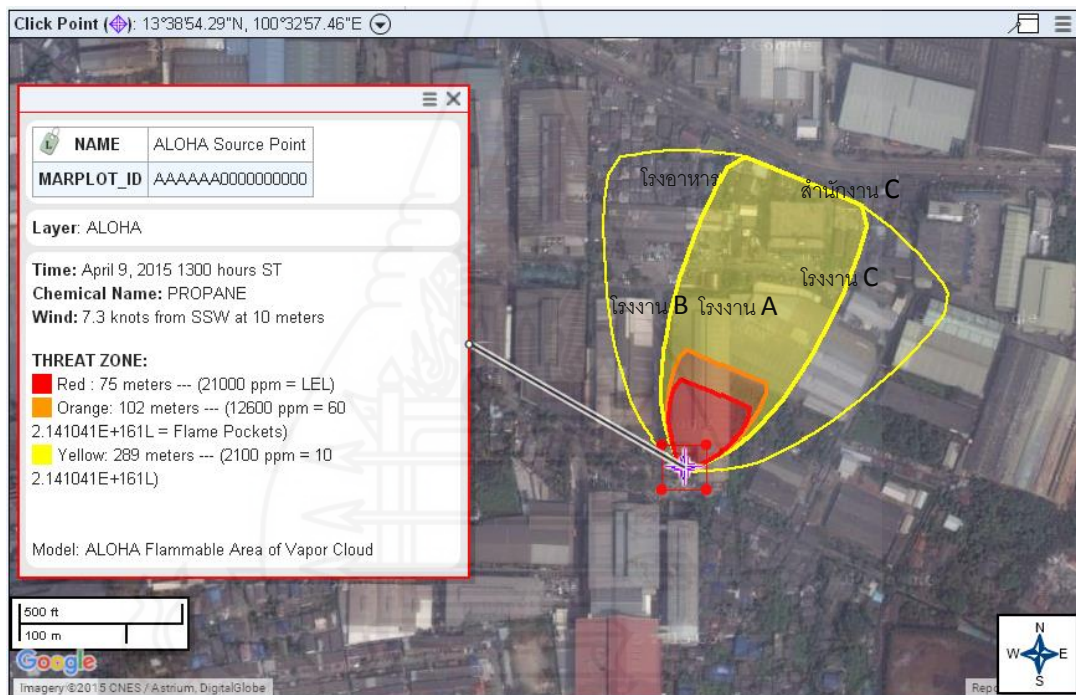 Click Point (): 13°38'54.29"N, 100°32'57.46"E
NAME ALOHA Source Point
MARPLOT_ID AAAAAA0000000000
Layer: ALOHA
Time: April 9, 2015 1300 hours ST
Chemical Name: PROPANE
Wind: 7.3 knots from SSW at 10 meters
THREAT ZONE:
Red : 75 meters --- (21000 ppm = LEL)
Orange: 102 meters --- (12600 ppm = 60
2.141041E+161L = Flame Pockets)
Yellow: 289 meters --- (2100 ppm = 10
2.141041E+161L)
Model: ALOHA Flammable Area of Vapor Cloud
โรงอาหาร
สำนักงาน C
โรงงาน C
โรงงาน B
โรงงาน A
500 ft
100 m
Google
Imagery ©2015 CNES / Astrium, DigitalGlobe
N
W E
S
Google